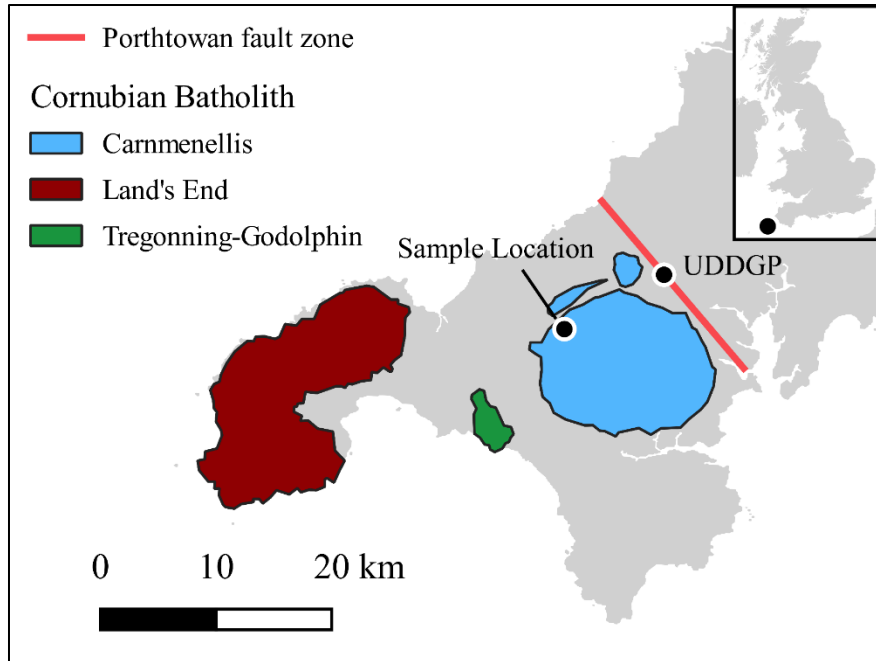 Porthtowan fault zone
Cornubian Batholith
Carnmenellis
Land's End
Tregonning-Godolphin
Sample Location
UDDGP
0 10 20 km